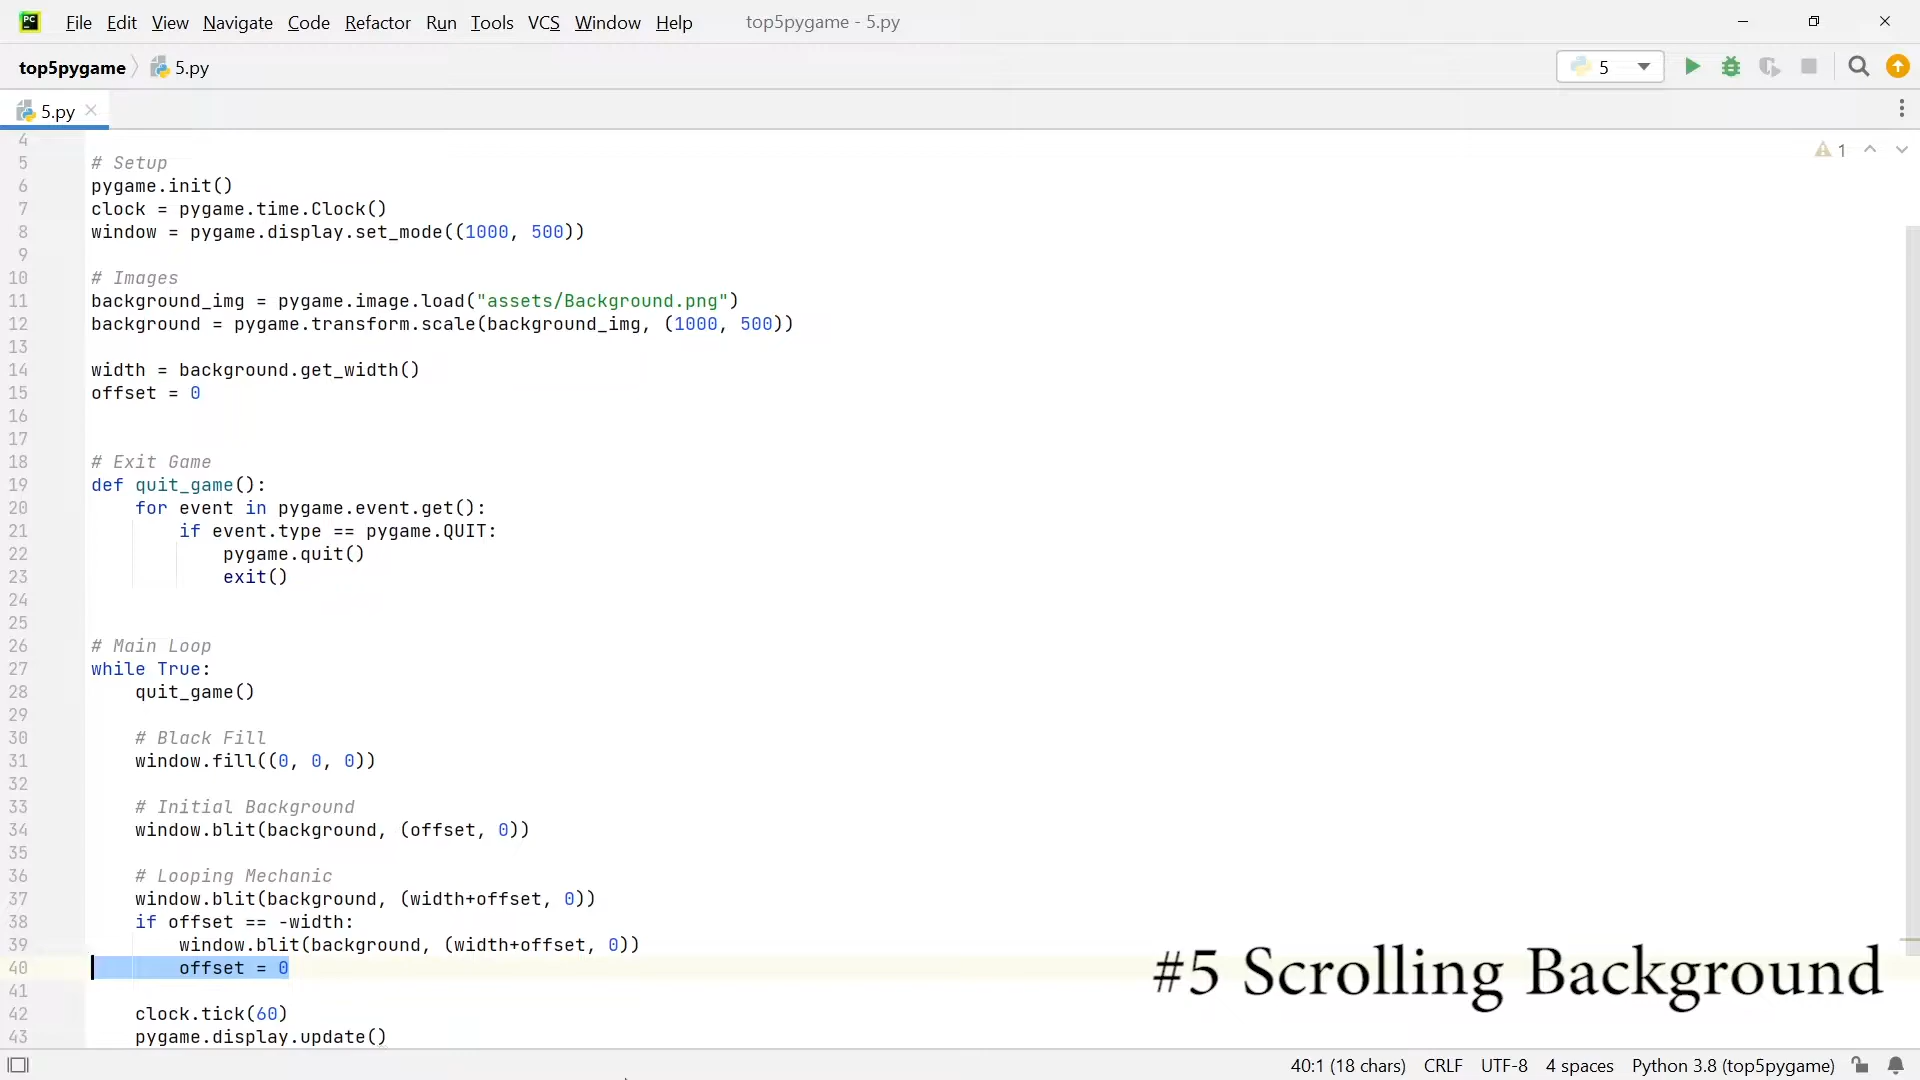 File Edit View Navigate Code Refactor Run Tools VCS Window Help top5pygame - 5.py
top5pygame 5.py 5
5.py
1
4
5 # Setup
6 pygame.init()
7 clock = pygame.time.Clock()
8 window = pygame.display.set_mode((1000, 500))
9
10 # Images
11 background_img = pygame.image.load("assets/Background.png")
12 background = pygame.transform.scale(background_img, (1000, 500))
13
14 width = background.get_width()
15 offset = 0
16
17
18 # Exit Game
19 def quit_game():
20 for event in pygame.event.get():
21 if event.type == pygame.QUIT:
22 pygame.quit()
23 exit()
24
25
26 # Main Loop
27 while True:
28 quit_game()
29
30 # Black Fill
31 window.fill((0, 0, 0))
32
33 # Initial Background
34 window.blit(background, (offset, 0))
35
36 # Looping Mechanic
37 window.blit(background, (width+offset, 0))
38 if offset == -width:
39 window.blit(background, (width+offset, 0))
40 offset = 0
41
42 clock.tick(60)
43 pygame.display.update()
#5 Scrolling Background
40:1 (18 chars) CRLF UTF-8 4 spaces Python 3.8 (top5pygame)